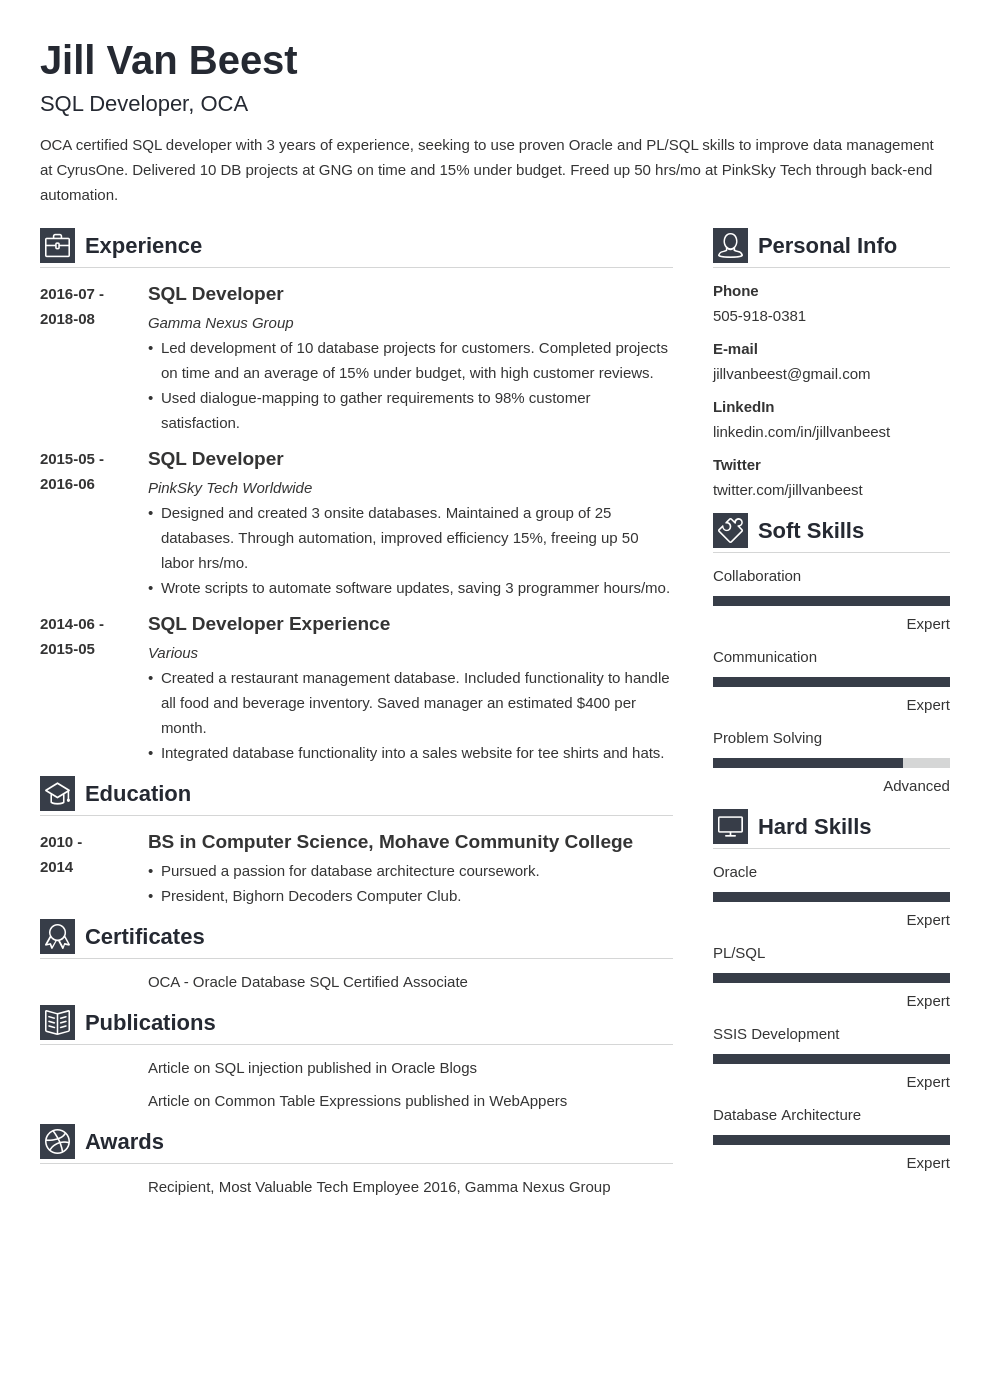 Jill Van Beest
SQL Developer, OCA
OCA certified SQL developer with 3 years of experience, seeking to use proven Oracle and PL/SQL skills to improve data management
at CyrusOne. Delivered 10 DB projects at GNG on time and 15% under budget. Freed up 50 hrs/mo at PinkSky Tech through back-end
automation.
Experience
2016-07 -
2018-08
SQL Developer
Gamma Nexus Group
• Led development of 10 database projects for customers. Completed projects
on time and an average of 15% under budget, with high customer reviews.
• Used dialogue-mapping to gather requirements to 98% customer
satisfaction.
2015-05 -
2016-06
SQL Developer
PinkSky Tech Worldwide
• Designed and created 3 onsite databases. Maintained a group of 25
databases. Through automation, improved efficiency 15%, freeing up 50
labor hrs/mo.
• Wrote scripts to automate software updates, saving 3 programmer hours/mo.
2014-06 -
2015-05
SQL Developer Experience
Various
• Created a restaurant management database. Included functionality to handle
all food and beverage inventory. Saved manager an estimated $400 per
month.
• Integrated database functionality into a sales website for tee shirts and hats.
Education
2010 -
2014
BS in Computer Science, Mohave Community College
• Pursued a passion for database architecture coursework.
• President, Bighorn Decoders Computer Club.
Certificates
OCA - Oracle Database SQL Certified Associate
Publications
Article on SQL injection published in Oracle Blogs
Article on Common Table Expressions published in WebAppers
Awards
Recipient, Most Valuable Tech Employee 2016, Gamma Nexus Group
Personal Info
Phone
505-918-0381
E-mail
jillvanbeest@gmail.com
LinkedIn
linkedin.com/in/jillvanbeest
Twitter
twitter.com/jillvanbeest
Soft Skills
Collaboration
Expert
Communication
Expert
Problem Solving
Advanced
Hard Skills
Oracle
Expert
PL/SQL
Expert
SSIS Development
Expert
Database Architecture
Expert